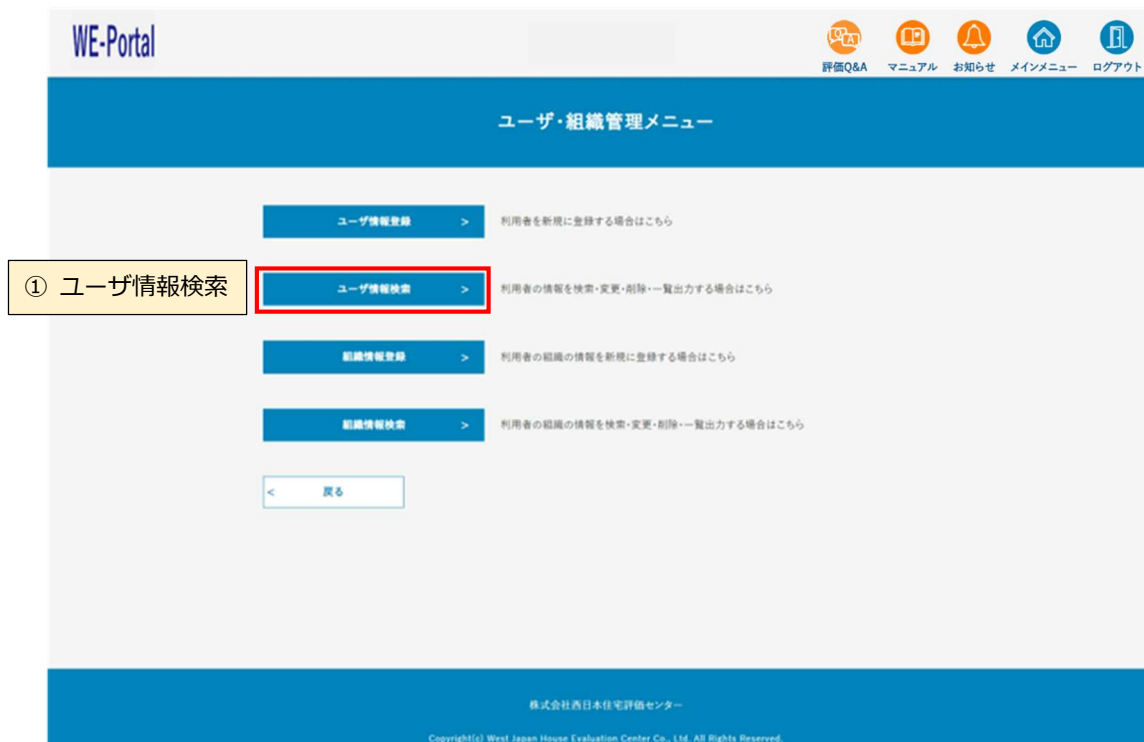 WE-Portal
評価Q&A マニュアル お知らせ メインメニュー ログアウト
ユーザ・組織管理メニュー
ユーザ情報登録 > 利用者を新規に登録する場合はこちら
① ユーザ情報検索
ユーザ情報検索 > 利用者の情報を検索・変更・削除・一覧出力する場合はこちら
組織情報登録 > 利用者の組織の情報を新規に登録する場合はこちら
組織情報検索 > 利用者の組織の情報を検索・変更・削除・一覧出力する場合はこちら
< 戻る
株式会社西日本住宅評価センター
Copyright(c) West Japan House Evaluation Center Co., Ltd. All Rights Reserved.